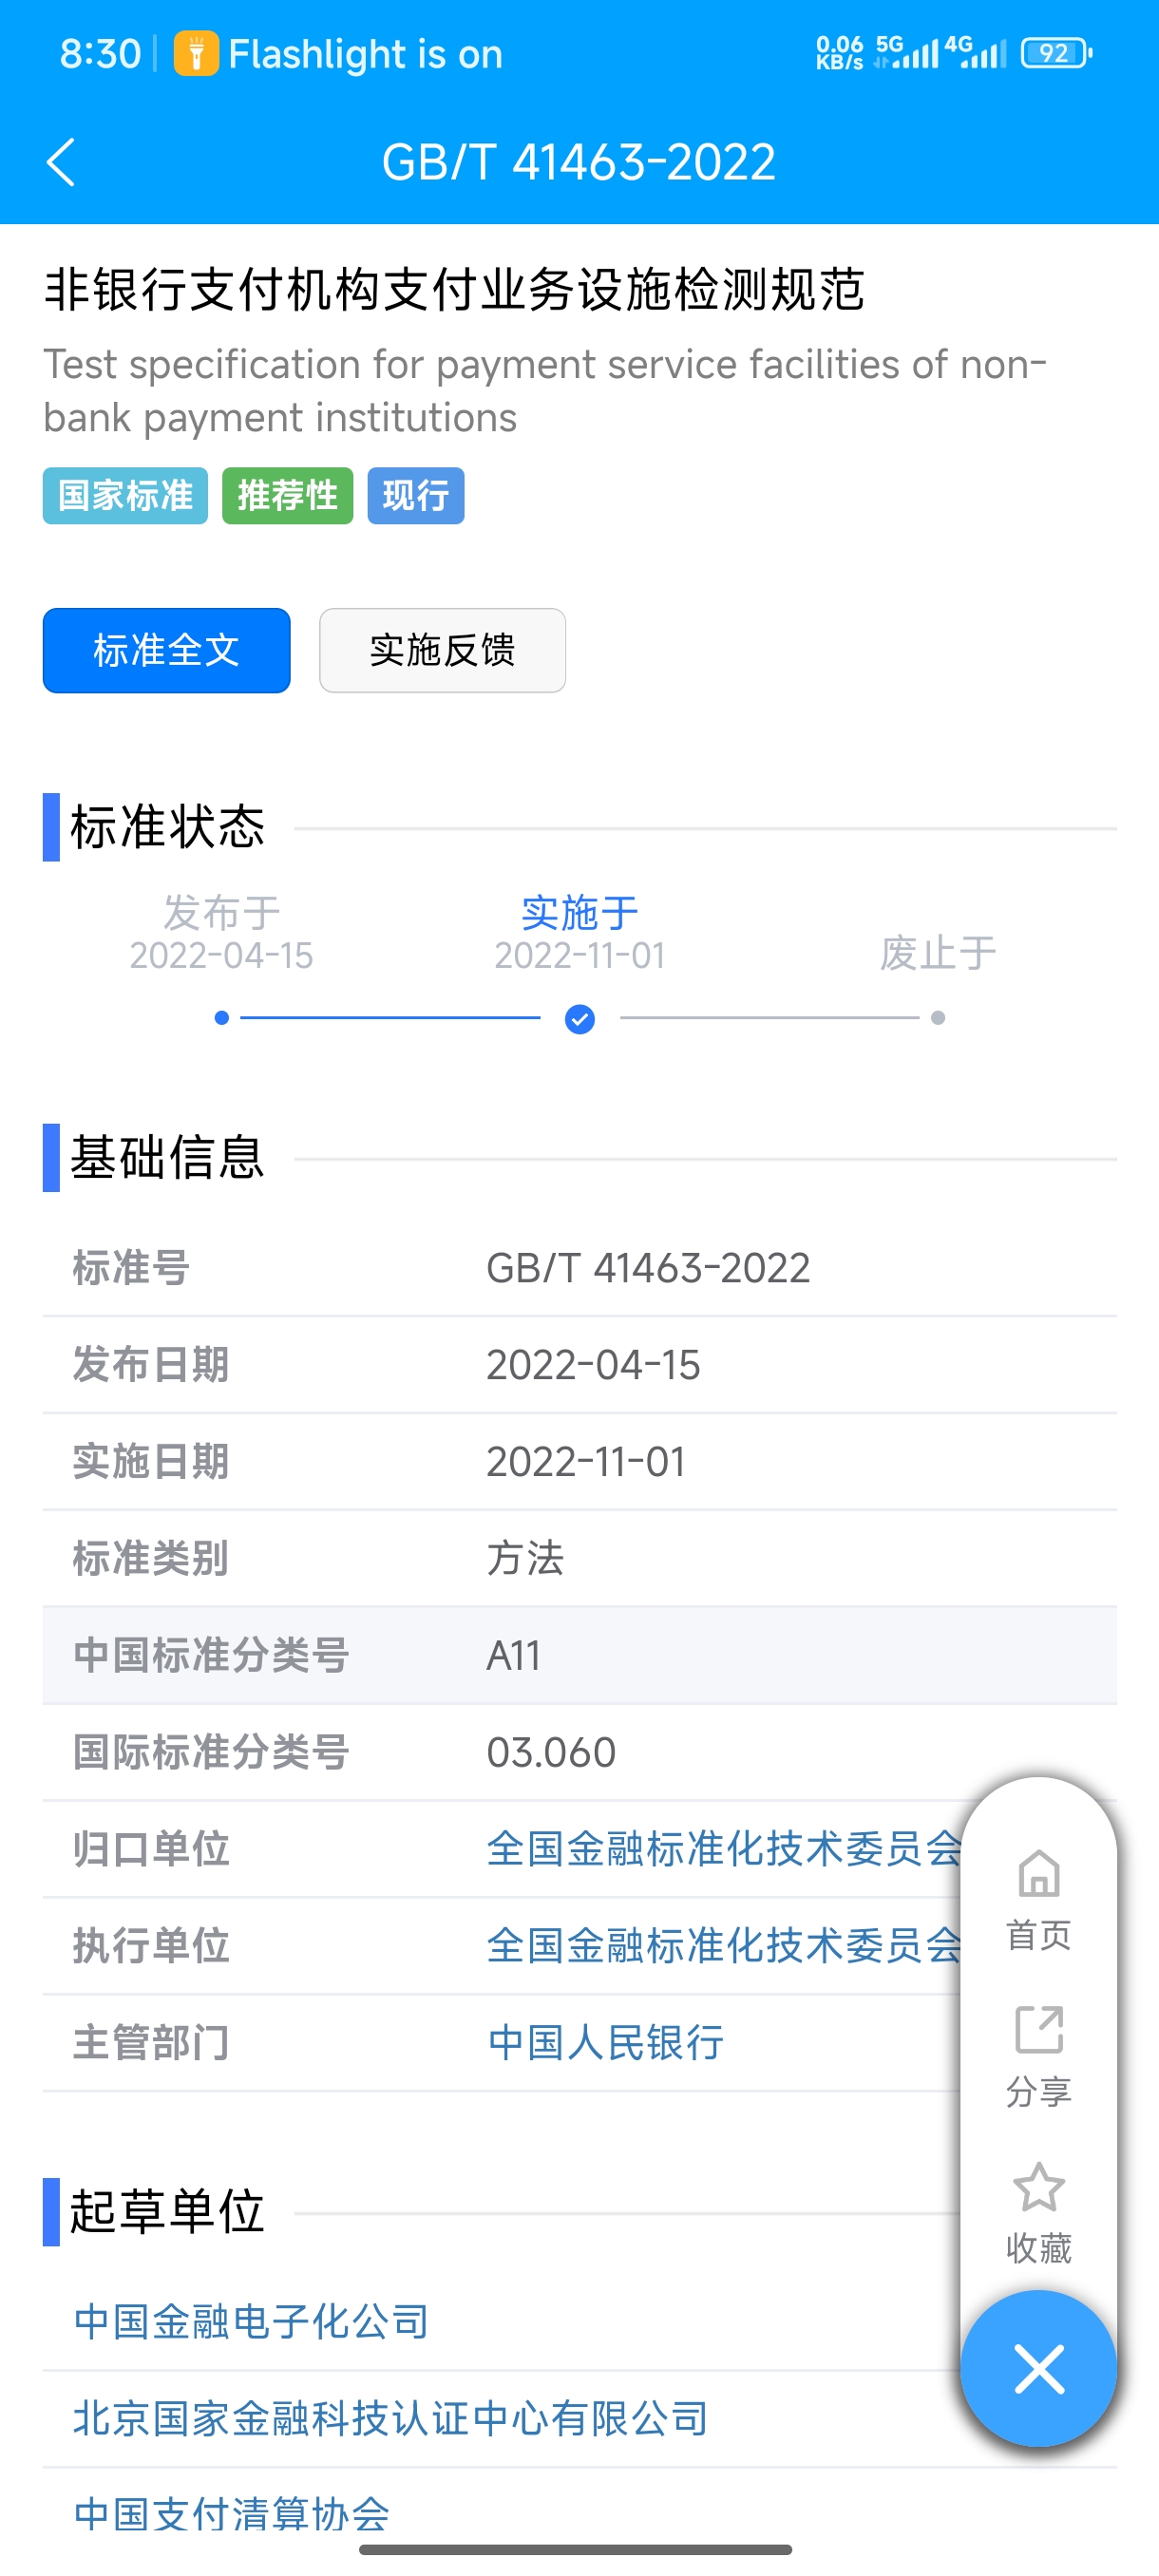 8:30 Flashlight is on 0.06 KB/s 5G 4G 92
GB/T 41463-2022
非银行支付机构支付业务设施检测规范
Test specification for payment service facilities of non-
bank payment institutions
国家标准 推荐性 现行
标准全文 实施反馈
标准状态
发布于 实施于 废止于
2022-04-15 2022-11-01
基础信息
标准号 GB/T 41463-2022
发布日期 2022-04-15
实施日期 2022-11-01
标准类别 方法
中国标准分类号 A11
国际标准分类号 03.060
归口单位 全国金融标准化技术委员会
执行单位 全国金融标准化技术委员会
主管部门 中国人民银行
首页
分享
收藏
起草单位
中国金融电子化公司
北京国家金融科技认证中心有限公司
中国支付清算协会